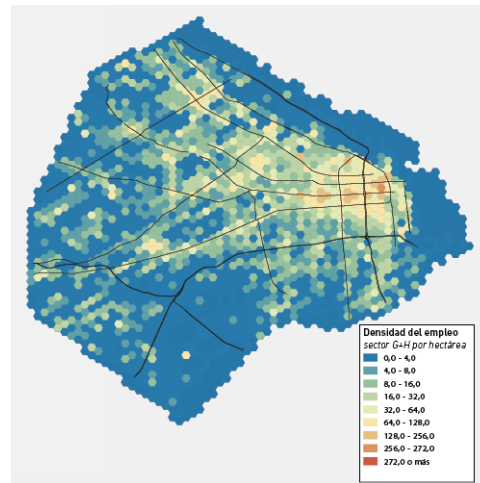 Densidad del empleo
sector G+H por hectárea
0,0 - 4,0
4,0 - 8,0
8,0 - 16,0
16,0 - 32,0
32,0 - 64,0
64,0 - 128,0
128,0 - 256,0
256,0 - 272,0
272,0 o más